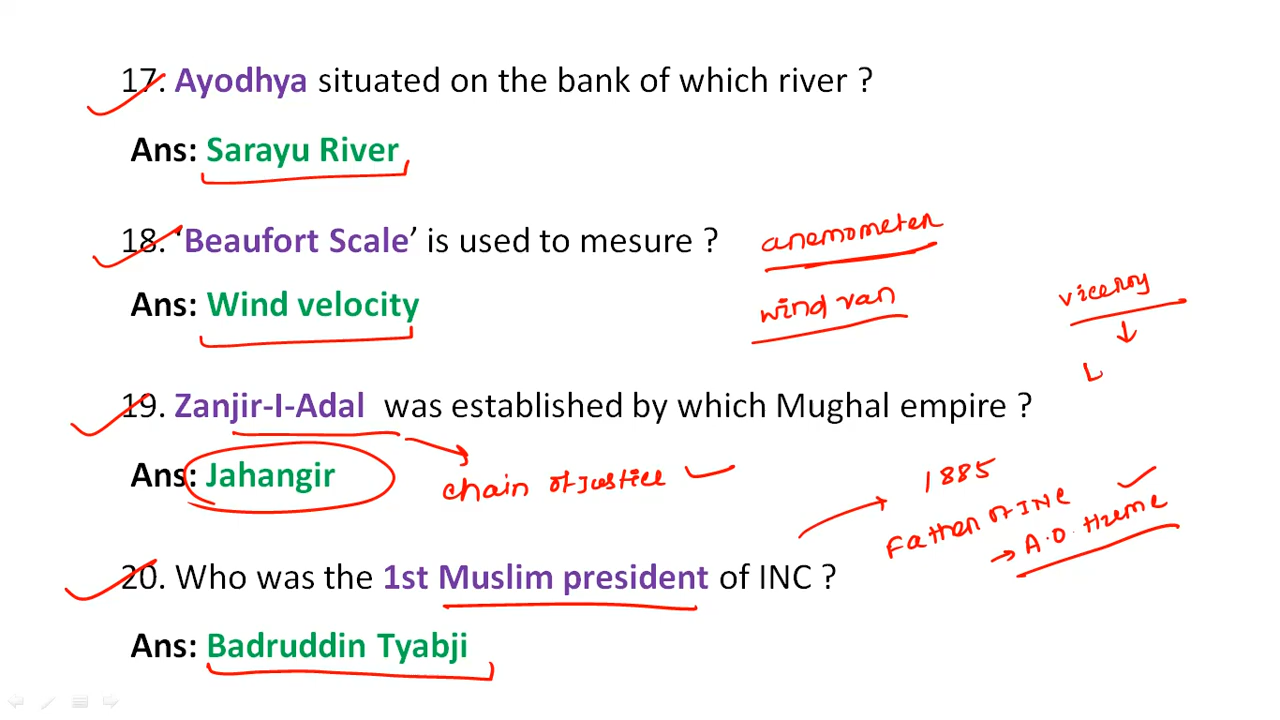 17. Ayodhya situated on the bank of which river ?
Ans: Sarayu River
18. ‘Beaufort Scale’ is used to mesure ?
anemometer
Ans: Wind velocity
wind van
viceroy
L
19. Zanjir-I-Adal was established by which Mughal empire ?
Ans: Jahangir
chain of Justice
1885
Father of INC
A.O. Hume
20. Who was the 1st Muslim president of INC ?
Ans: Badruddin Tyabji